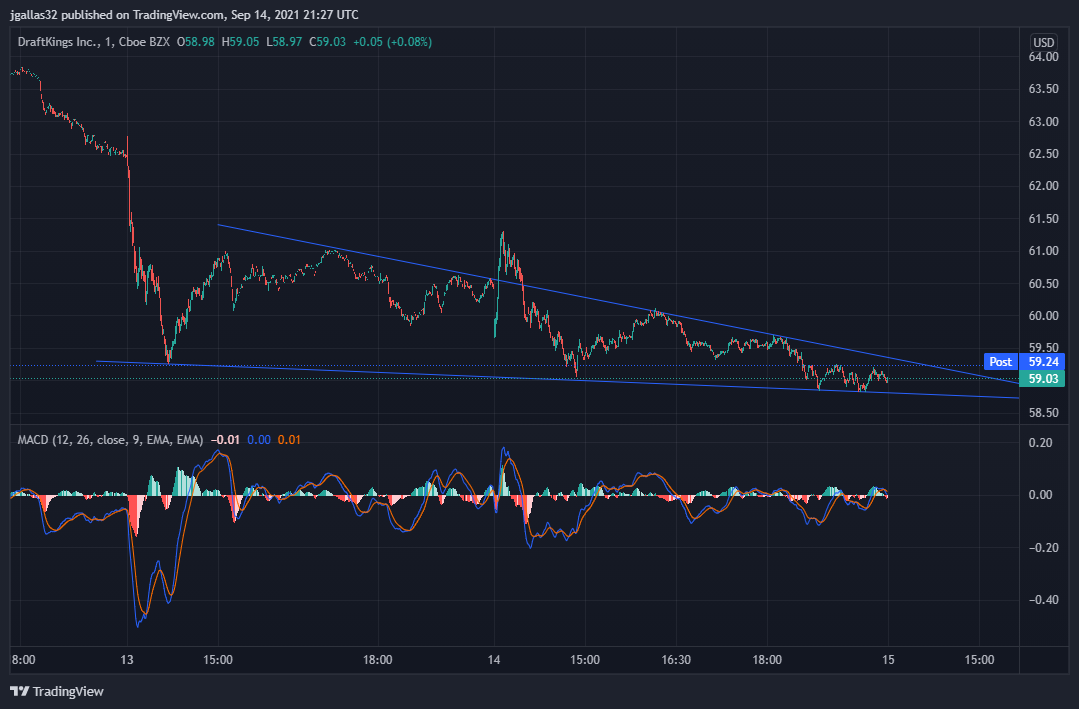 jgallas32 published on TradingView.com, Sep 14, 2021 21:27 UTC
DraftKings Inc., 1, Cboe BZX O58.98 H59.05 L58.97 C59.03 +0.05 (+0.08%)
USD
64.00
63.50
63.00
62.50
62.00
61.50
61.00
60.50
60.00
59.50
Post 59.24
59.03
58.50
MACD (12, 26, close, 9, EMA, EMA) −0.01 0.00 0.01
0.20
0.00
−0.20
−0.40
8:00 13 15:00 18:00 14 15:00 16:30 18:00 15 15:00
TradingView